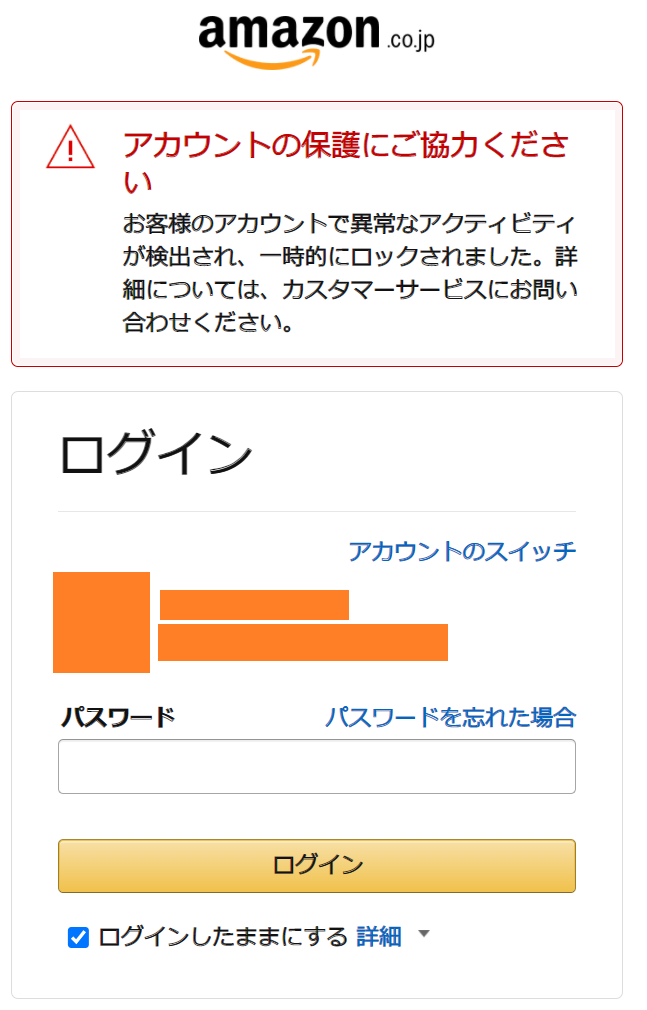 amazon.co.jp
アカウントの保護にご協力くださ
い
お客様のアカウントで異常なアクティビティ
が検出され、一時的にロックされました。詳
細については、カスタマーサービスにお問い
合わせください。
ログイン
アカウントのスイッチ
パスワード パスワードを忘れた場合
ログイン
ログインしたままにする 詳細